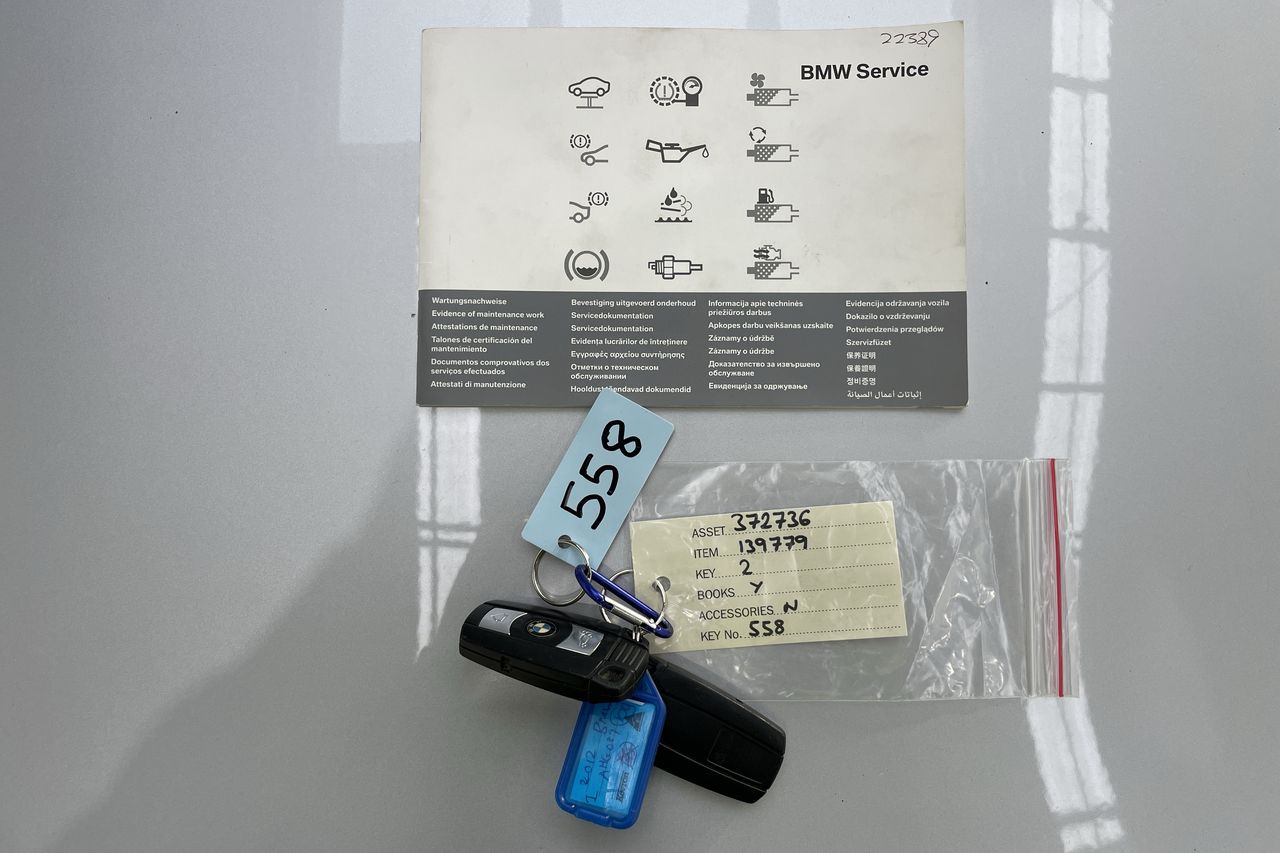 22389
BMW Service
Wartungsnachweise
Evidence of maintenance work
Attestations de maintenance
Talones de certificación del
mantenimiento
Documentos comprovativos dos
serviços efectuados
Attestati di manutenzione
Bevestiging uitgevoerd onderhoud
Servicedokumentation
Servicedokumentation
Evidența lucrărilor de întreținere
Εγγραφές αρχείου συντήρησης
Отметки о техническом
обслуживании
Hooldustöendavad dokumendid
Informacija apie techninės
priežiūros darbus
Apkopes darbu veikšanas uzskaite
Záznamy o údržbě
Záznamy o údržbe
Доказателство за извършено
обслужване
Евиденција за одржување
Evidencija održavanja vozila
Dokazilo o vzdrževanju
Potwierdzenia przeglądów
Szervizfüzet
保养证明
保養證明
정비증명
إثباتات أعمال الصيانة
558
ASSET 372736
ITEM 139779
KEY 2
BOOKS Y
ACCESSORIES N
KEY No. 558
2012